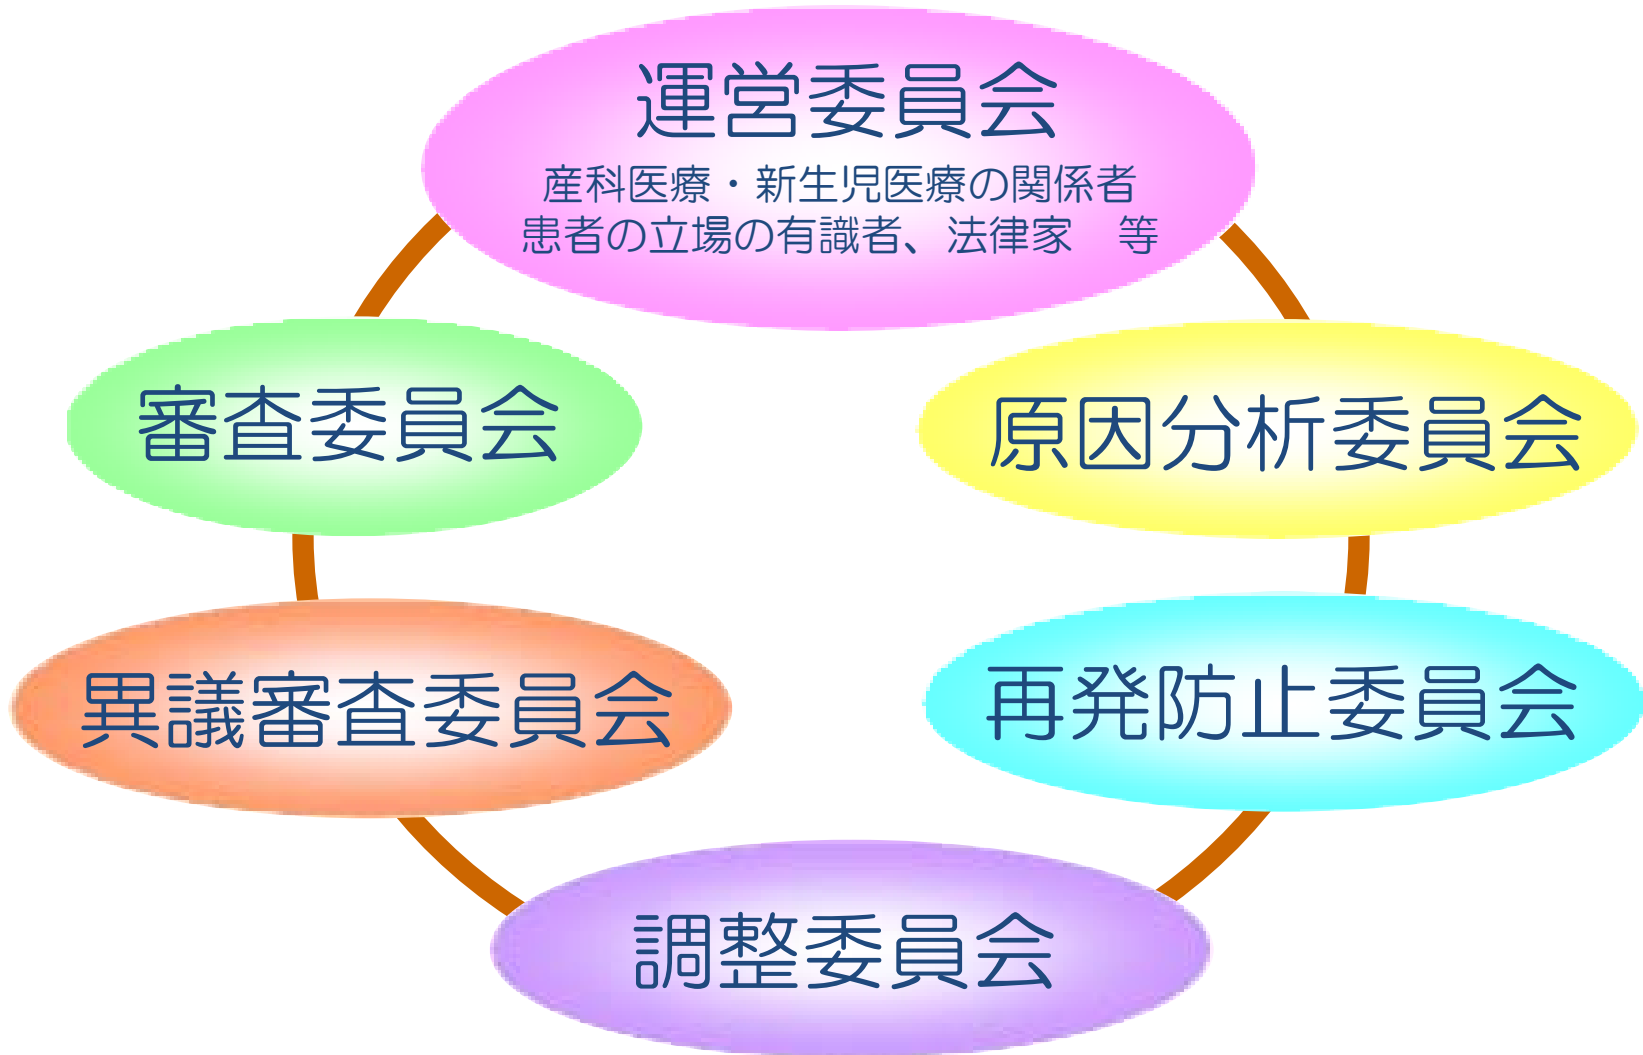 運営委員会
産科医療・新生児医療の関係者
患者の立場の有識者、法律家　等
審査委員会
原因分析委員会
異議審査委員会
再発防止委員会
調整委員会